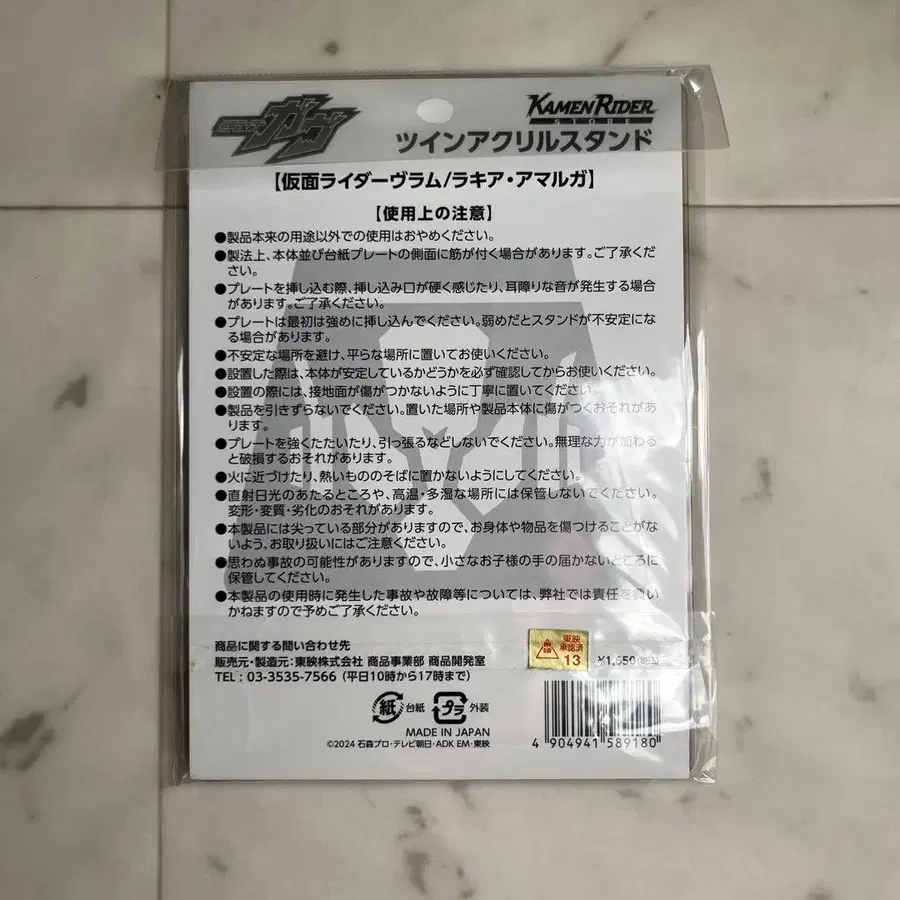 仮面ライダー
ガヴ
KAMEN RIDER
STORE
ツインアクリルスタンド
【仮面ライダーヴラム/ラキア・アマルガ】
【使用上の注意】
●製品本来の用途以外での使用はおやめください。
●製法上、本体並び台紙プレートの側面に筋が付く場合があります。ご了承くだ
さい。
●プレートを挿し込む際、挿し込み口が硬く感じたり、耳障りな音が発生する場合
があります。ご了承ください。
●プレートは最初は強めに挿し込んでください。弱めだとスタンドが不安定にな
る場合があります。
●不安定な場所を避け、平らな場所に置いてお使いください。
●設置した際は、本体が安定しているかどうかを必ず確認してからお使いください。
●設置の際には、接地面が傷がつかないように丁寧に置いてください。
●製品を引きずらないでください。置いた場所や製品本体に傷がつくおそれがあ
ります。
●プレートを強くたたいたり、引っ張るなどしないでください。無理な力が加わる
と破損するおそれがあります。
●火に近づけたり、熱いもののそばに置かないようにしてください。
●直射日光のあたるところや、高温・多湿な場所には保管しないでください。
変形・変質・劣化のおそれがあります。
●本製品には尖っている部分がありますので、お身体や物品を傷つけることがな
いよう、お取り扱いにはご注意ください。
●思わぬ事故の可能性がありますので、小さなお子様の手の届かないところに
保管してください。
●本製品の使用時に発生した事故や故障等については、弊社では責任を負い
かねますので予めご了承ください。
商品に関する問い合わせ先
販売元・製造元：東映株式会社 商品事業部 商品開発室
TEL：03-3535-7566（平日10時から17時まで）
東映
承認済
13
¥1,650(税込)
紙 台紙 プラ 外装
MADE IN JAPAN
©2024 石森プロ・テレビ朝日・ADK EM・東映
4 904941 589180